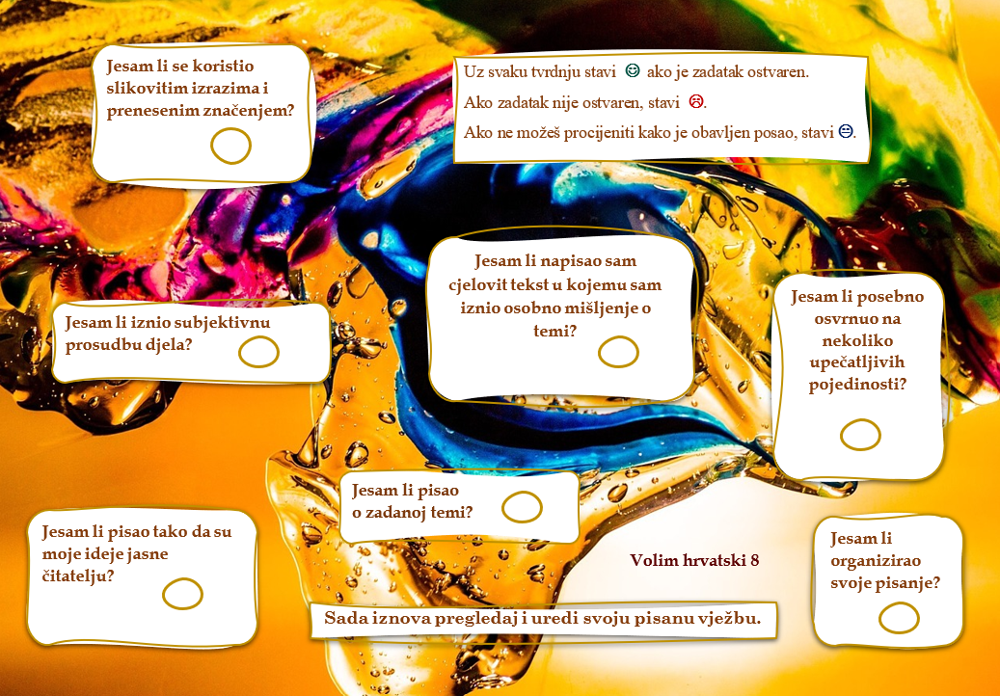 Jesam li se koristio
slikovitim izrazima i
prenesenim značenjem?
Uz svaku tvrdnju stavi ako je zadatak ostvaren.
Ako zadatak nije ostvaren, stavi .
Ako ne možeš procijeniti kako je obavljen posao, stavi .
Jesam li napisao sam
cjelovit tekst u kojemu sam
iznio osobno mišljenje o
temi?
Jesam li posebno
osvrnuo na
nekoliko
upečatljivih
pojedinosti?
Jesam li iznio subjektivnu
prosudbu djela?
Jesam li pisao
o zadanoj temi?
Jesam li pisao tako da su
moje ideje jasne
čitatelju?
Volim hrvatski 8
Jesam li
organizirao
svoje pisanje?
Sada iznova pregledaj i uredi svoju pisanu vježbu.